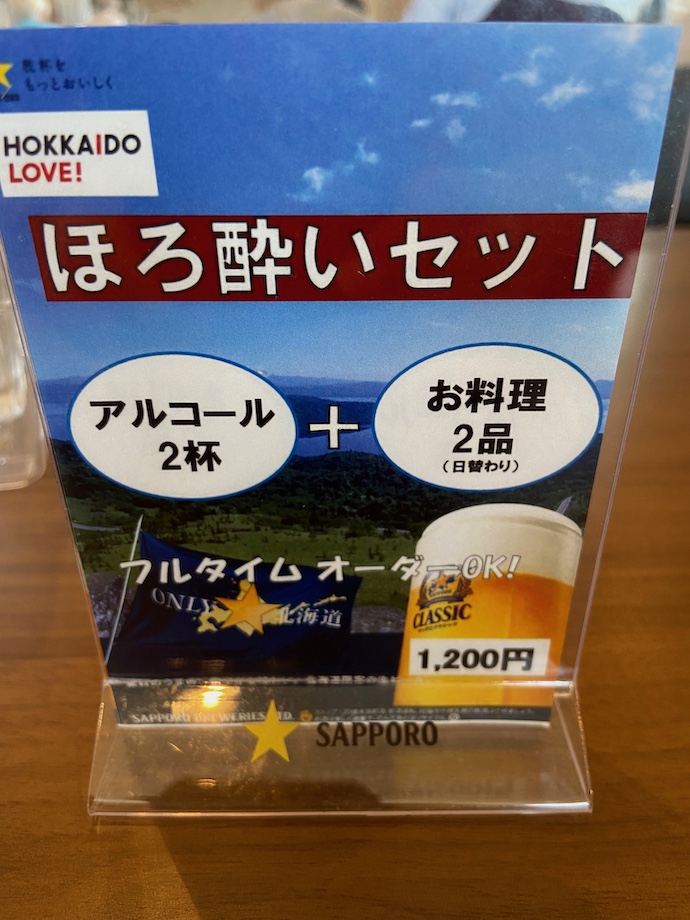 乾杯を
もっとおいしく
HOKKAIDO
LOVE!
ほろ酔いセット
アルコール
2杯
+
お料理
2品
(日替わり)
フルタイム オーダーOK!
ONLY 北海道
CLASSIC
1,200円
SAPPORO BREWERIES LTD.
SAPPORO